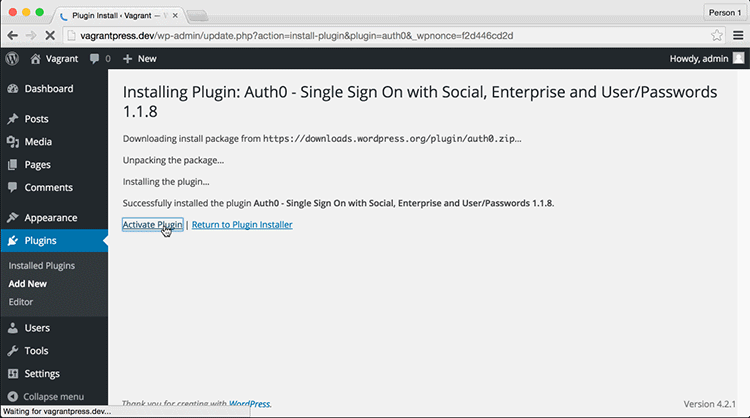 Plugin Install ‹ Vagrant —
Person 1
vagrantpress.dev/wp-admin/update.php?action=install-plugin&plugin=auth0&_wpnonce=f2d446cd2d
Vagrant 0 + New Howdy, admin
Dashboard
Posts
Media
Pages
Comments
Appearance
Plugins
Installed Plugins
Add New
Editor
Users
Tools
Settings
Collapse menu
Installing Plugin: Auth0 - Single Sign On with Social, Enterprise and User/Passwords
1.1.8
Downloading install package from https://downloads.wordpress.org/plugin/auth0.zip…
Unpacking the package…
Installing the plugin…
Successfully installed the plugin Auth0 - Single Sign On with Social, Enterprise and User/Passwords 1.1.8.
Activate Plugin | Return to Plugin Installer
Thank you for creating with WordPress.
Version 4.2.1
Waiting for vagrantpress.dev...